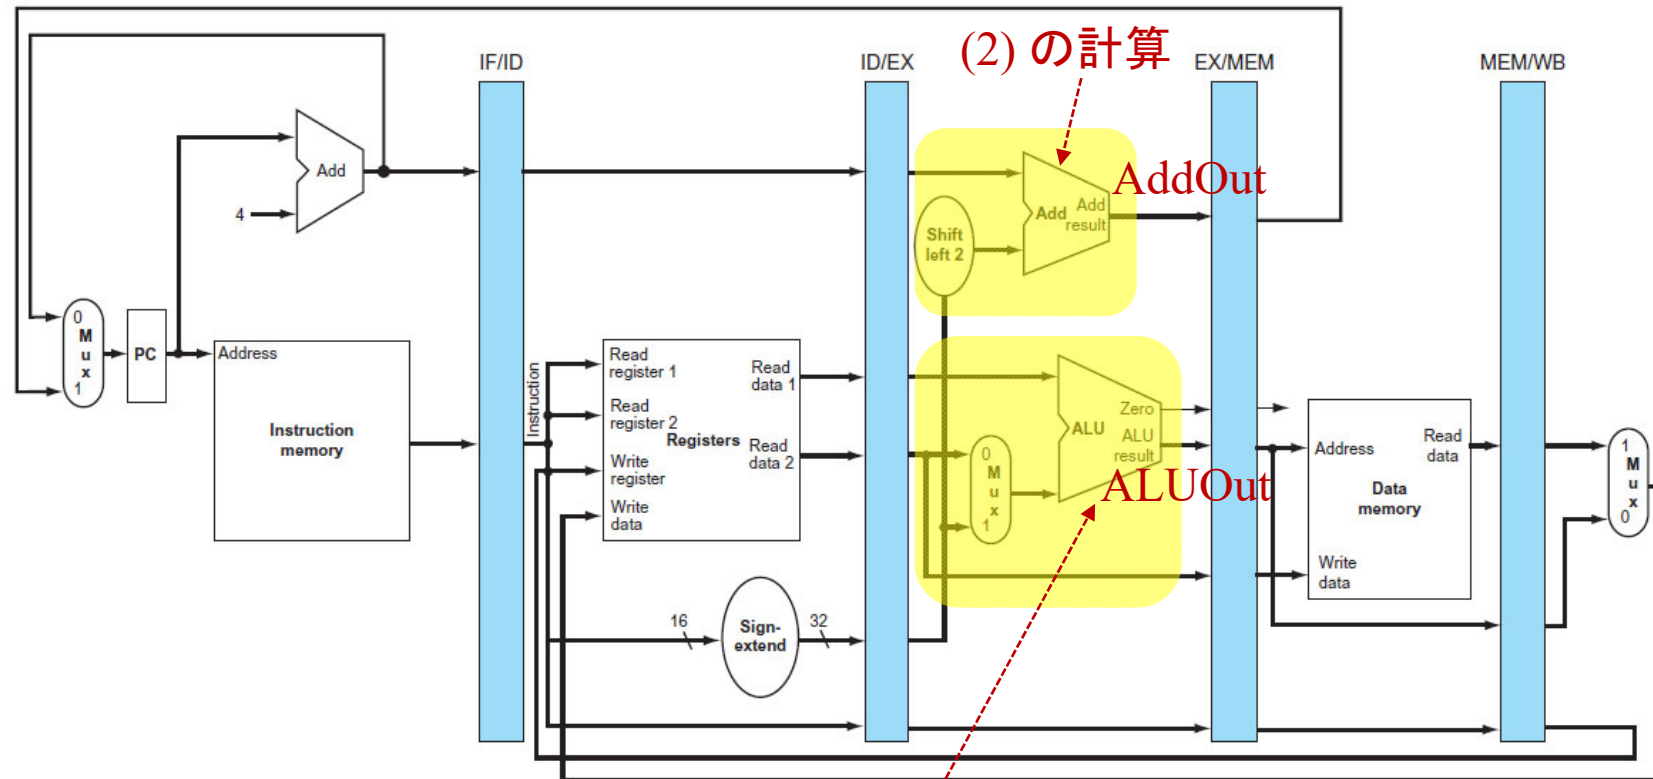 (2) の計算
IF/ID
ID/EX
EX/MEM
MEM/WB
Add
4
AddOut
Add
Add
result
Shift
left 2
0
M
u
x
1
PC
Address
Instruction
memory
Instruction
Read
register 1
Read
register 2
Write
register
Write
data
Registers
Read
data 1
Read
data 2
0
M
u
x
1
ALU
Zero
ALU
result
ALUOut
Address
Read
data
Data
memory
Write
data
1
M
u
x
0
16
Sign-
extend
32